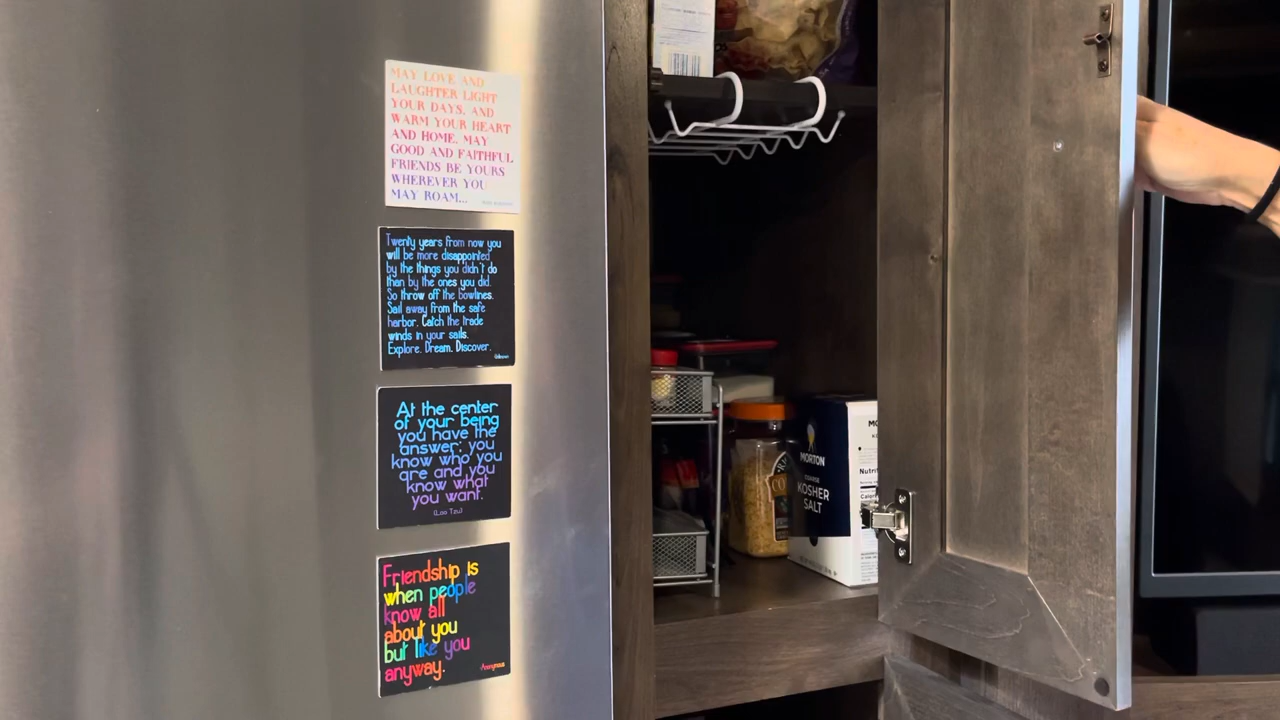 MAY LOVE AND
LAUGHTER LIGHT
YOUR DAYS, AND
WARM YOUR HEART
AND HOME. MAY
GOOD AND FAITHFUL
FRIENDS BE YOURS
WHEREVER YOU
MAY ROAM...
Twenty years from now you
will be more disappointed
by the things you didn't do
than by the ones you did.
So throw off the bowlines.
Sail away from the safe
harbor. Catch the trade
winds in your sails.
Explore. Dream. Discover.
At the center
of your being
you have the
answer; you
know who you
are and you
know what
you want.
(Lao Tzu)
Friendship is
when people
know all
about you
but like you
anyway.
-Anonymous
MORTON
COARSE
KOSHER
SALT